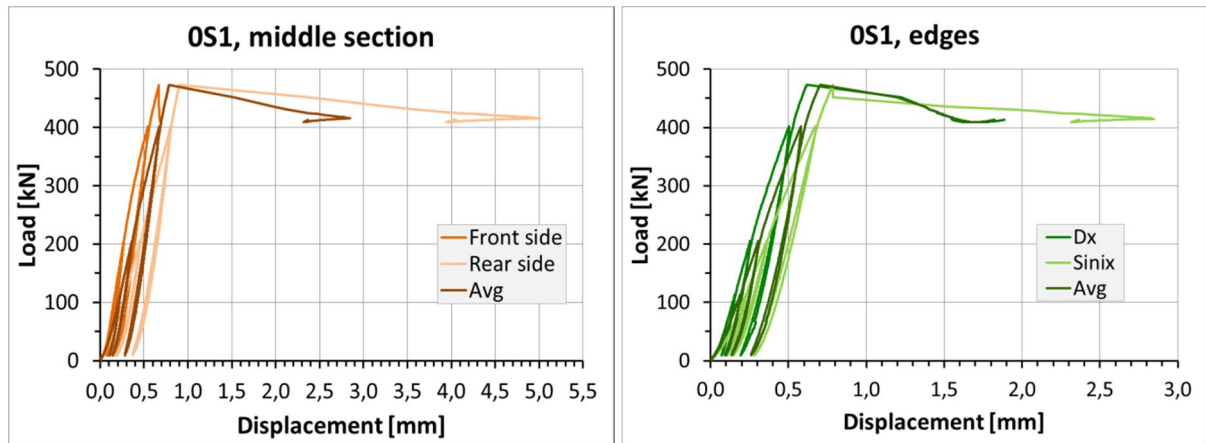 0S1, middle section
Load [kN]
500
400
300
200
100
0
Front side
Rear side
Avg
0,0 0,5 1,0 1,5 2,0 2,5 3,0 3,5 4,0 4,5 5,0 5,5
Displacement [mm]
0S1, edges
Load [kN]
500
400
300
200
100
0
Dx
Sinix
Avg
0,0 0,5 1,0 1,5 2,0 2,5 3,0
Displacement [mm]